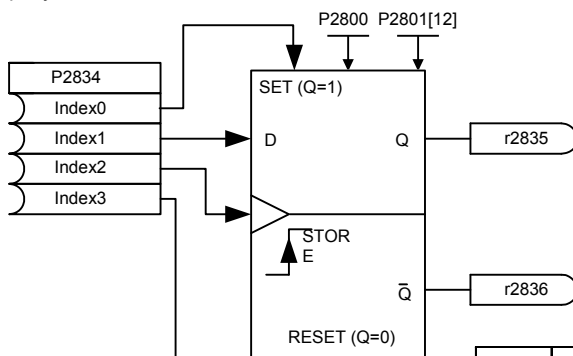 P2800 P2801[12]
P2834
SET (Q=1)
Index0
Index1
D
Q
r2835
Index2
Index3
STOR
E
Q̅
r2836
RESET (Q=0)